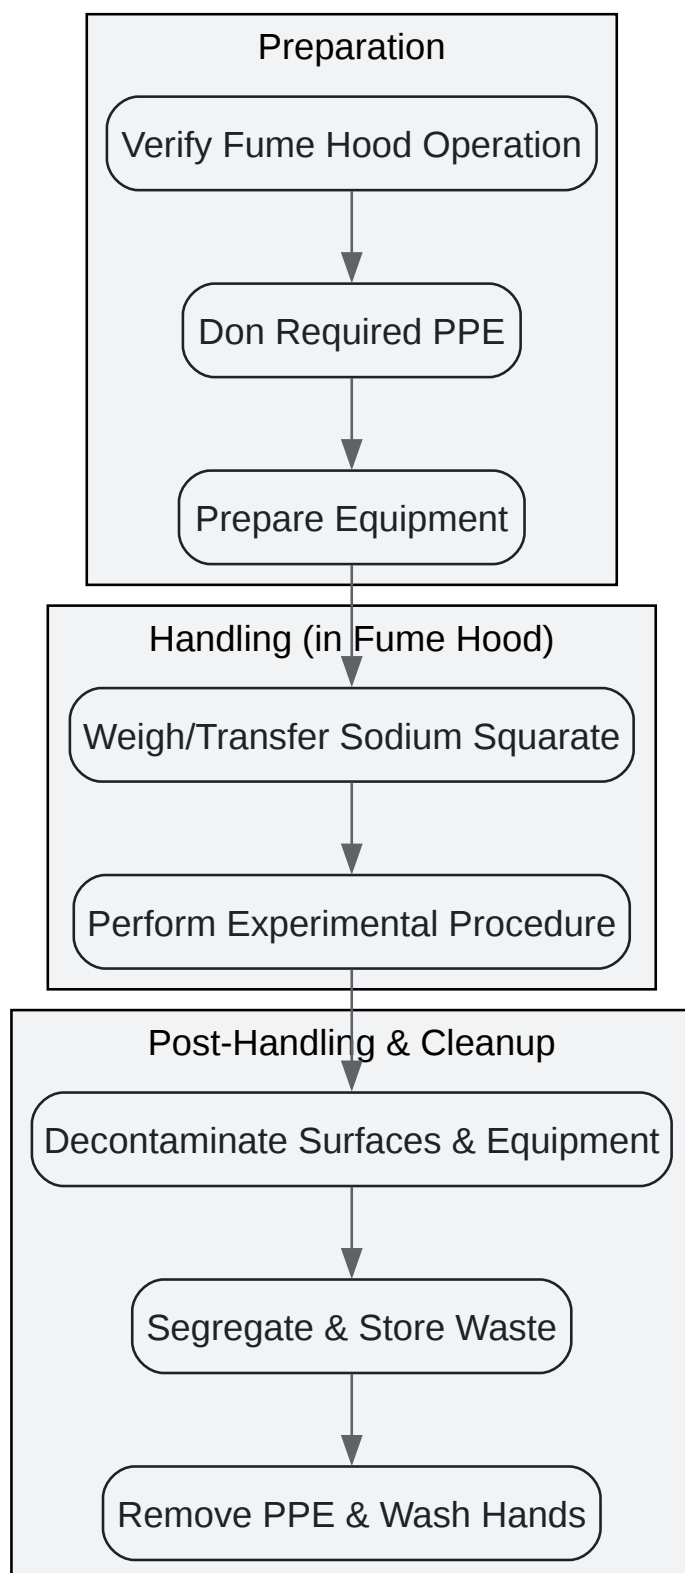 Preparation
Verify Fume Hood Operation
Don Required PPE
Prepare Equipment
Handling (in Fume Hood)
Weigh/Transfer Sodium Squarate
Perform Experimental Procedure
Post-Handling & Cleanup
Decontaminate Surfaces & Equipment
Segregate & Store Waste
Remove PPE & Wash Hands